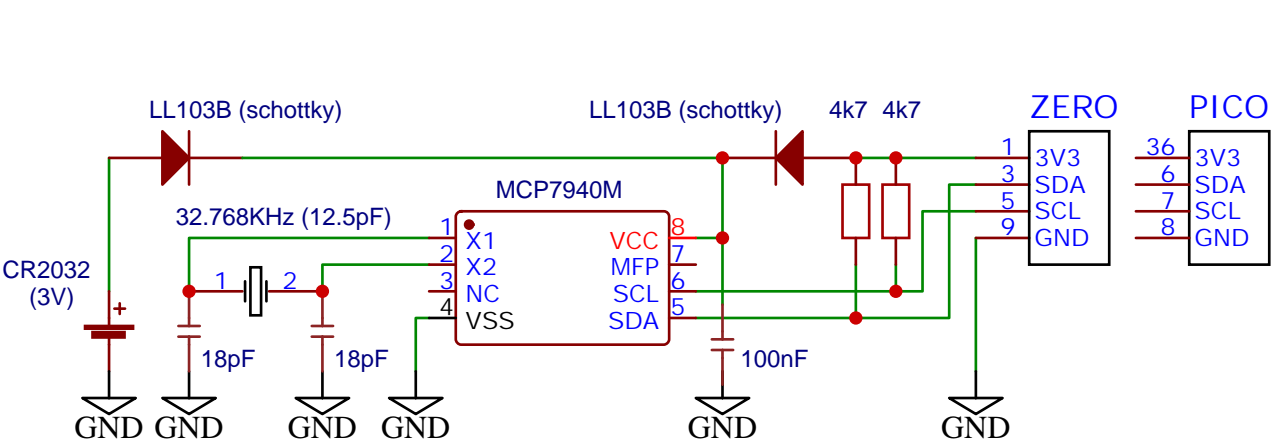 ZERO PICO
LL103B (schottky) LL103B (schottky) 4k7 4k7
1 3V3 36 3V3
3 SDA 6 SDA
5 SCL 7 SCL
9 GND 8 GND
MCP7940M
32.768KHz (12.5pF)
1 X1 VCC 8
2 X2 MFP 7
3 NC SCL 6
4 VSS SDA 5
CR2032
(3V)
1 2
+
18pF 18pF 100nF
GND GND GND GND GND GND